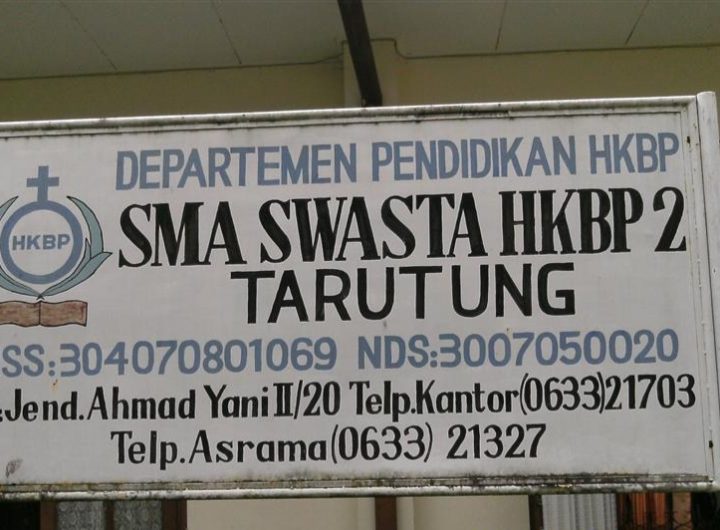 DEPARTEMEN PENDIDIKAN HKBP
HKBP
SMA SWASTA HKBP 2
TARUTUNG
SS:304070801069 NDS:3007050020
.Jend.Ahmad Yani II/20 Telp.Kantor(0633)21703
Telp.Asrama(0633) 21327